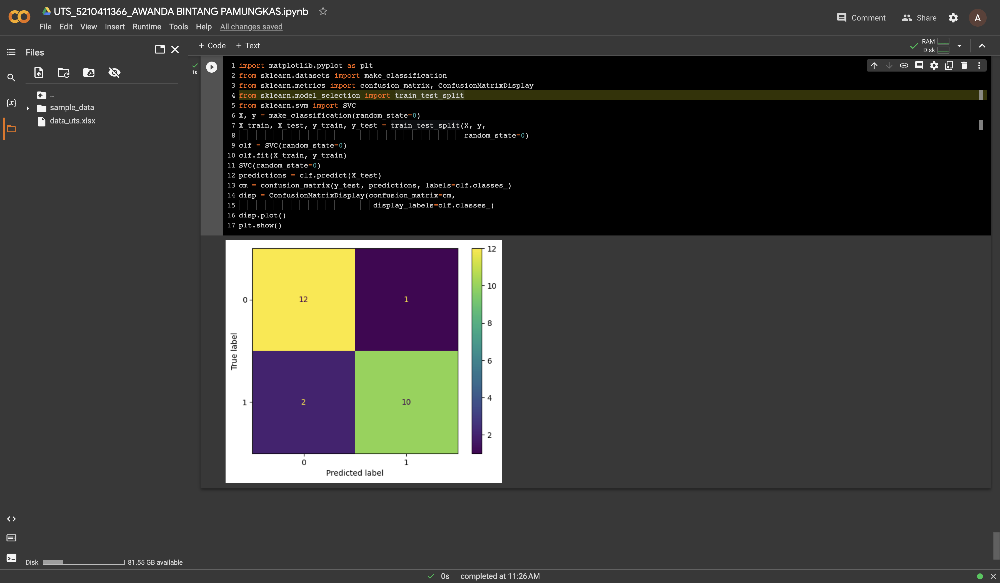 UTS_5210411366_AWANDA BINTANG PAMUNGKAS.ipynb
File Edit View Insert Runtime Tools Help All changes saved
Comment Share A
Files
+ Code + Text
RAM
Disk
..
sample_data
data_uts.xlsx
{x}
1s
1 import matplotlib.pyplot as plt
2 from sklearn.datasets import make_classification
3 from sklearn.metrics import confusion_matrix, ConfusionMatrixDisplay
4 from sklearn.model_selection import train_test_split
5 from sklearn.svm import SVC
6 X, y = make_classification(random_state=0)
7 X_train, X_test, y_train, y_test = train_test_split(X, y,
8 random_state=0)
9 clf = SVC(random_state=0)
10 clf.fit(X_train, y_train)
11 SVC(random_state=0)
12 predictions = clf.predict(X_test)
13 cm = confusion_matrix(y_test, predictions, labels=clf.classes_)
14 disp = ConfusionMatrixDisplay(confusion_matrix=cm,
15 display_labels=clf.classes_)
16 disp.plot()
17 plt.show()
12
10
8
6
4
2
0 12 1
True label
1 2 10
0 1
Predicted label
Disk 81.55 GB available
0s completed at 11:26 AM